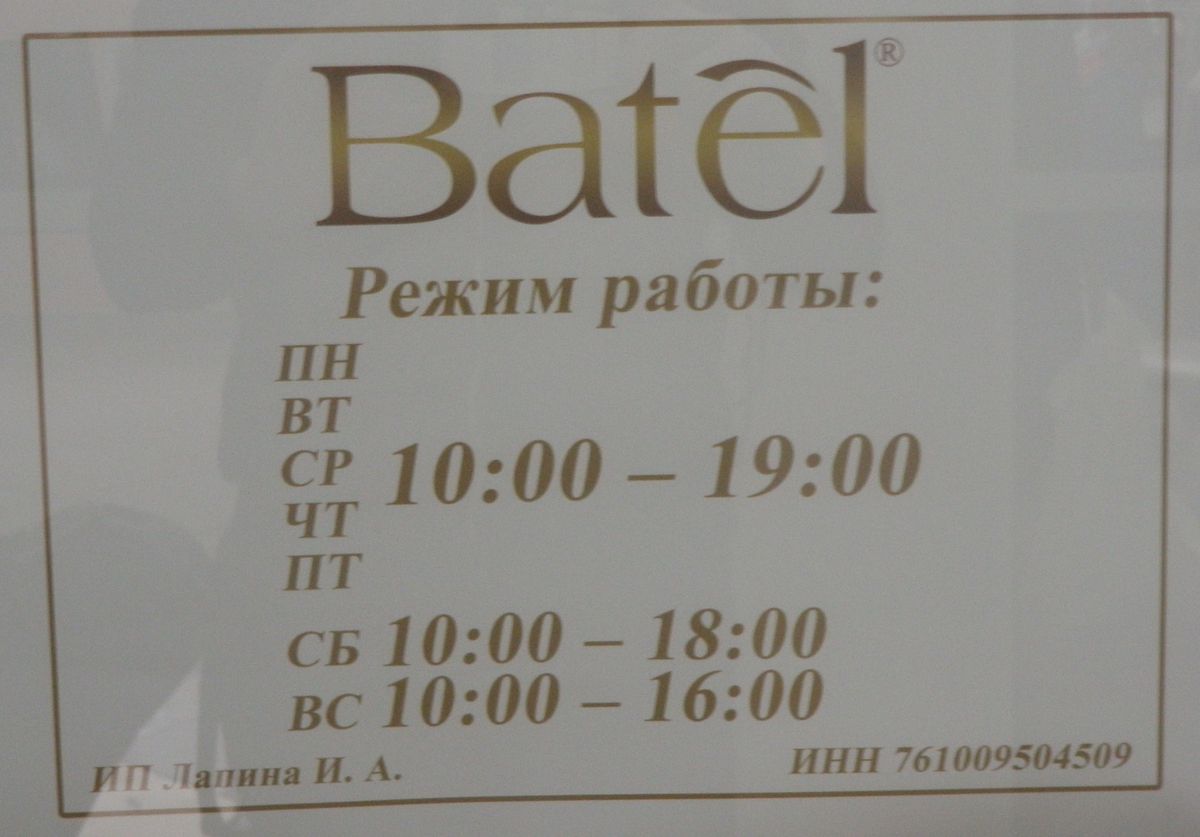 Batêl®
Режим работы:
ПН
ВТ
СР 10:00 – 19:00
ЧТ
ПТ
СБ 10:00 – 18:00
ВС 10:00 – 16:00
ИП Лапина И. А. ИНН 761009504509